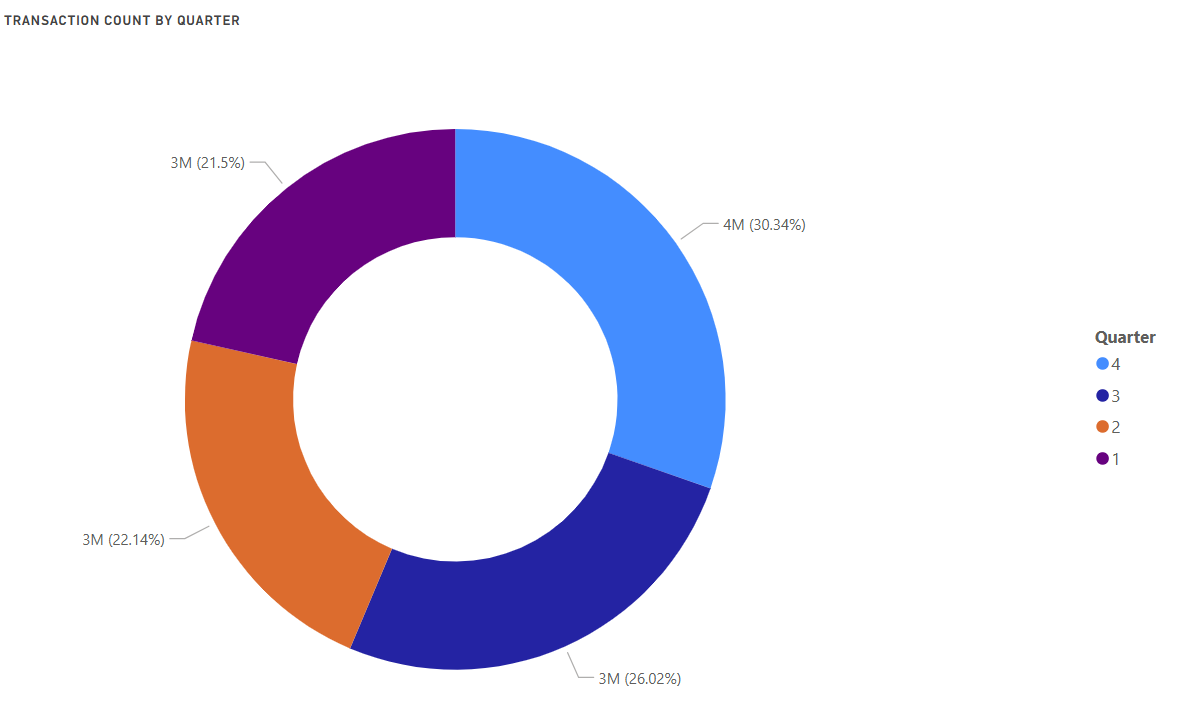 TRANSACTION COUNT BY QUARTER
3M (21.5%)
4M (30.34%)
3M (22.14%)
3M (26.02%)
Quarter
4
3
2
1